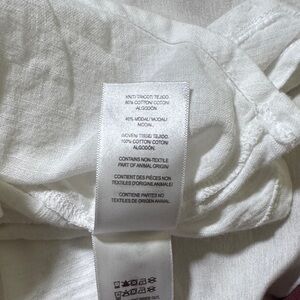 KNIT/ TRICOT/ TEJIDO:
60% COTTON/ COTON/
ALGODÓN,
40% MODAL/ MODAL/
MODAL.
WOVEN/ TISSÉ/ TEJIDO:
100% COTTON/ COTON/
ALGODÓN.
CONTAINS NON-TEXTILE
PART OF ANIMAL ORIGIN/
CONTIENT DES PIÈCES NON
TEXTILES D'ORIGINE ANIMALE/
CONTIENE PARTES NO
TEXTILES DE ORIGEN ANIMAL.